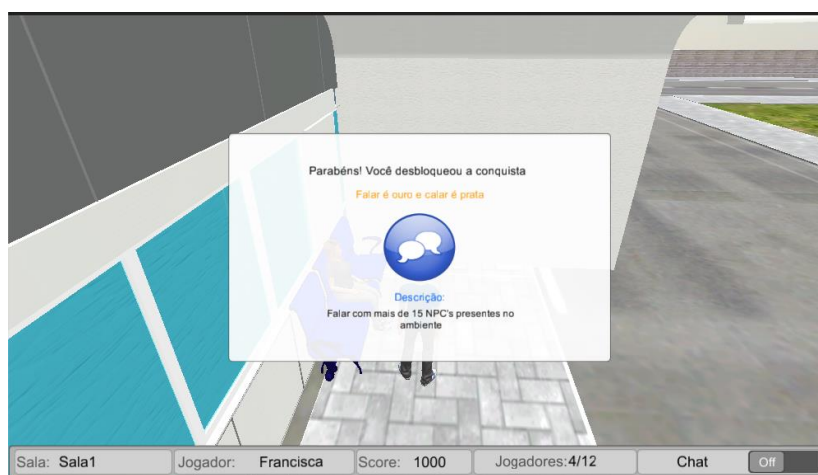 Parabéns! Você desbloqueou a conquista
Falar é ouro e calar é prata
Descrição:
Falar com mais de 15 NPC's presentes no
ambiente
Sala: Sala1 Jogador: Francisca Score: 1000 Jogadores:4/12 Chat Off